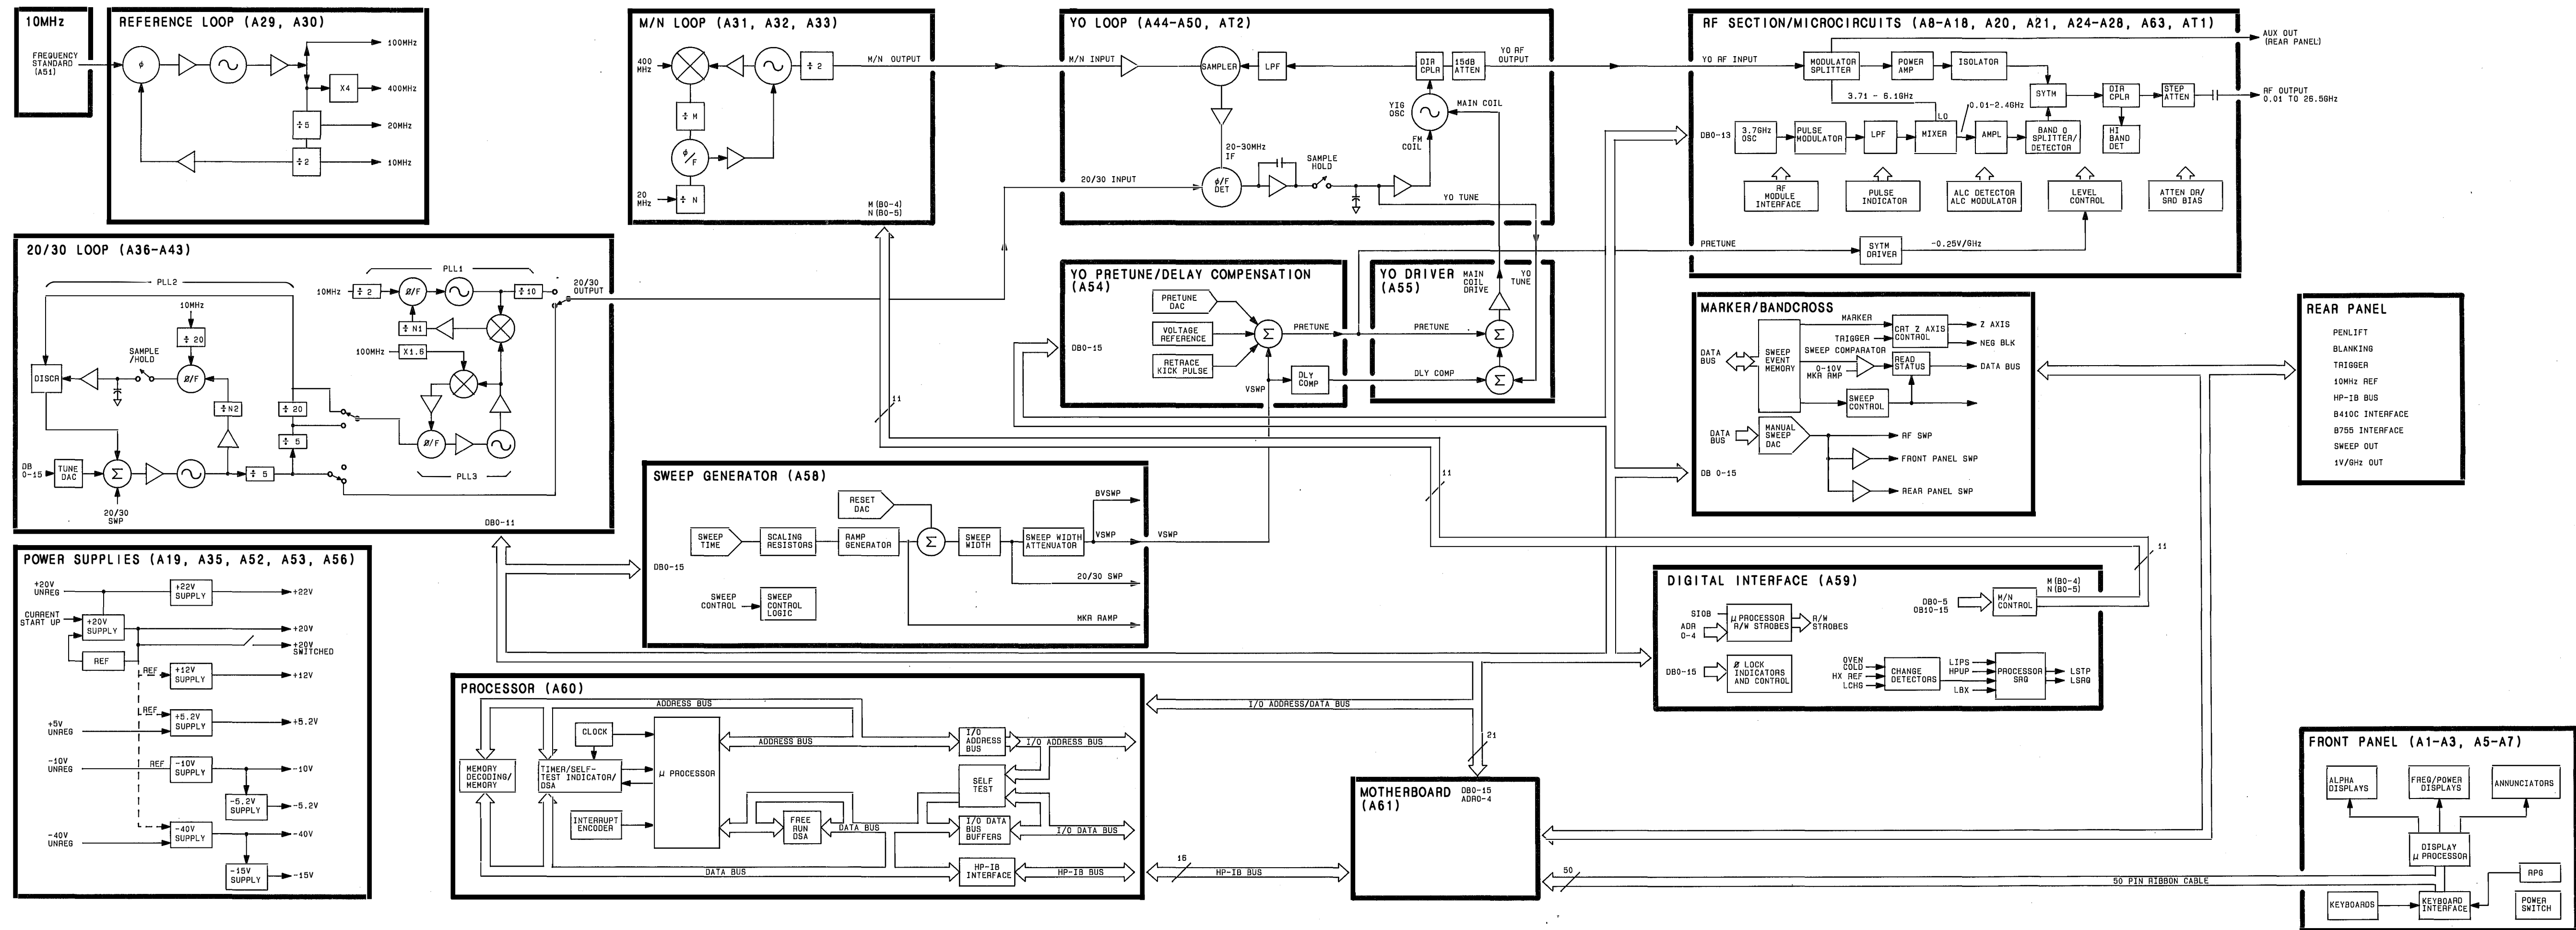 10MHz
FREQUENCY
STANDARD
(A51)
REFERENCE LOOP (A29, A30)
ϕ
100MHz
X4
400MHz
÷5
20MHz
÷2
10MHz
M/N LOOP (A31, A32, A33)
400
MHz
÷ 2
M/N OUTPUT
÷ M
ϕ/F
20
MHz
÷ N
M (B0-4)
N (B0-5)
YO LOOP (A44-A50, AT2)
M/N INPUT
SAMPLER
LPF
DIR
CPLR
15dB
ATTEN
YO RF
OUTPUT
YIG
OSC
MAIN COIL
FM
COIL
20-30MHz
IF
SAMPLE
HOLD
20/30 INPUT
ϕ/F
DET
YO TUNE
RF SECTION/MICROCIRCUITS (A8-A18, A20, A21, A24-A28, A63, AT1)
AUX OUT
(REAR PANEL)
YO RF INPUT
MODULATOR
SPLITTER
POWER
AMP
ISOLATOR
3.71 - 6.1GHz
0.01-2.4GHz
SYTM
DIR
CPLR
STEP
ATTEN
RF OUTPUT
0.01 TO 26.5GHz
LO
DB0-13
3.7GHz
OSC
PULSE
MODULATOR
LPF
MIXER
AMPL
BAND 0
SPLITTER/
DETECTOR
HI
BAND
DET
RF
MODULE
INTERFACE
PULSE
INDICATOR
ALC DETECTOR
ALC MODULATOR
LEVEL
CONTROL
ATTEN DR/
SRD BIAS
PRETUNE
SYTM
DRIVER
-0.25V/GHz
20/30 LOOP (A36-A43)
PLL2
PLL1
10MHz
÷ 2
Ø/F
÷ 10
20/30
OUTPUT
10MHz
÷ 20
÷ N1
SAMPLE
/HOLD
100MHz
X1.6
DISCR
Ø/F
÷ N2
÷ 20
÷ 5
Ø/F
PLL3
DB
0-15
TUNE
DAC
Σ
÷ 5
20/30
SWP
DB0-11
YO PRETUNE/DELAY COMPENSATION
(A54)
PRETUNE
DAC
VOLTAGE
REFERENCE
Σ
PRETUNE
DB0-15
RETRACE
KICK PULSE
VSWP
DLY
COMP
DLY COMP
YO DRIVER
(A55)
MAIN
COIL
DRIVE
YO
TUNE
PRETUNE
Σ
Σ
MARKER/BANDCROSS
MARKER
CRT Z AXIS
CONTROL
Z AXIS
NEG BLK
TRIGGER
DATA
BUS
SWEEP
EVENT
MEMORY
SWEEP COMPARATOR
0-10V
MKR RAMP
READ
STATUS
DATA BUS
SWEEP
CONTROL
DATA
BUS
MANUAL
SWEEP
DAC
RF SWP
FRONT PANEL SWP
DB 0-15
REAR PANEL SWP
REAR PANEL
PENLIFT
BLANKING
TRIGGER
10MHz REF
HP-IB BUS
8410C INTERFACE
8755 INTERFACE
SWEEP OUT
1V/GHz OUT
11
11
11
SWEEP GENERATOR (A58)
RESET
DAC
BVSWP
SWEEP
TIME
SCALING
RESISTORS
RAMP
GENERATOR
Σ
SWEEP
WIDTH
SWEEP WIDTH
ATTENUATOR
VSWP
VSWP
DB0-15
20/30 SWP
SWEEP
CONTROL
SWEEP
CONTROL
LOGIC
MKR RAMP
DIGITAL INTERFACE (A59)
SIOB
ADR
0-4
μ PROCESSOR
R/W STROBES
R/W
STROBES
DB0-5
DB10-15
M/N
CONTROL
M (B0-4)
N (B0-5)
DB0-15
Ø LOCK
INDICATORS
AND CONTROL
OVEN
COLD
HX REF
LCHG
CHANGE
DETECTORS
LIPS
HPUP
LBX
PROCESSOR
SRQ
LSTP
LSRQ
POWER SUPPLIES (A19, A35, A52, A53, A56)
+20V
UNREG
+22V
SUPPLY
+22V
CURRENT
START UP
+20V
SUPPLY
+20V
+20V
SWITCHED
REF
REF
+12V
SUPPLY
+12V
REF
+5.2V
SUPPLY
+5.2V
+5V
UNREG
-10V
UNREG
REF
-10V
SUPPLY
-10V
-5.2V
SUPPLY
-5.2V
-40V
UNREG
-40V
SUPPLY
-40V
-15V
SUPPLY
-15V
PROCESSOR (A60)
ADDRESS BUS
CLOCK
ADDRESS BUS
I/O
ADDRESS
BUS
I/O ADDRESS BUS
MEMORY
DECODING/
MEMORY
TIMER/SELF-
TEST INDICATOR/
DSA
μ PROCESSOR
SELF
TEST
INTERRUPT
ENCODER
FREE
RUN
DSA
DATA BUS
I/O DATA
BUS
BUFFERS
I/O DATA BUS
DATA BUS
HP-IB
INTERFACE
HP-IB BUS
I/O ADDRESS/DATA BUS
21
16
HP-IB BUS
MOTHERBOARD
(A61)
DB0-15
ADR0-4
50
50 PIN RIBBON CABLE
FRONT PANEL (A1-A3, A5-A7)
ALPHA
DISPLAYS
FREQ/POWER
DISPLAYS
ANNUNCIATORS
DISPLAY
μ PROCESSOR
RPG
KEYBOARDS
KEYBOARD
INTERFACE
POWER
SWITCH